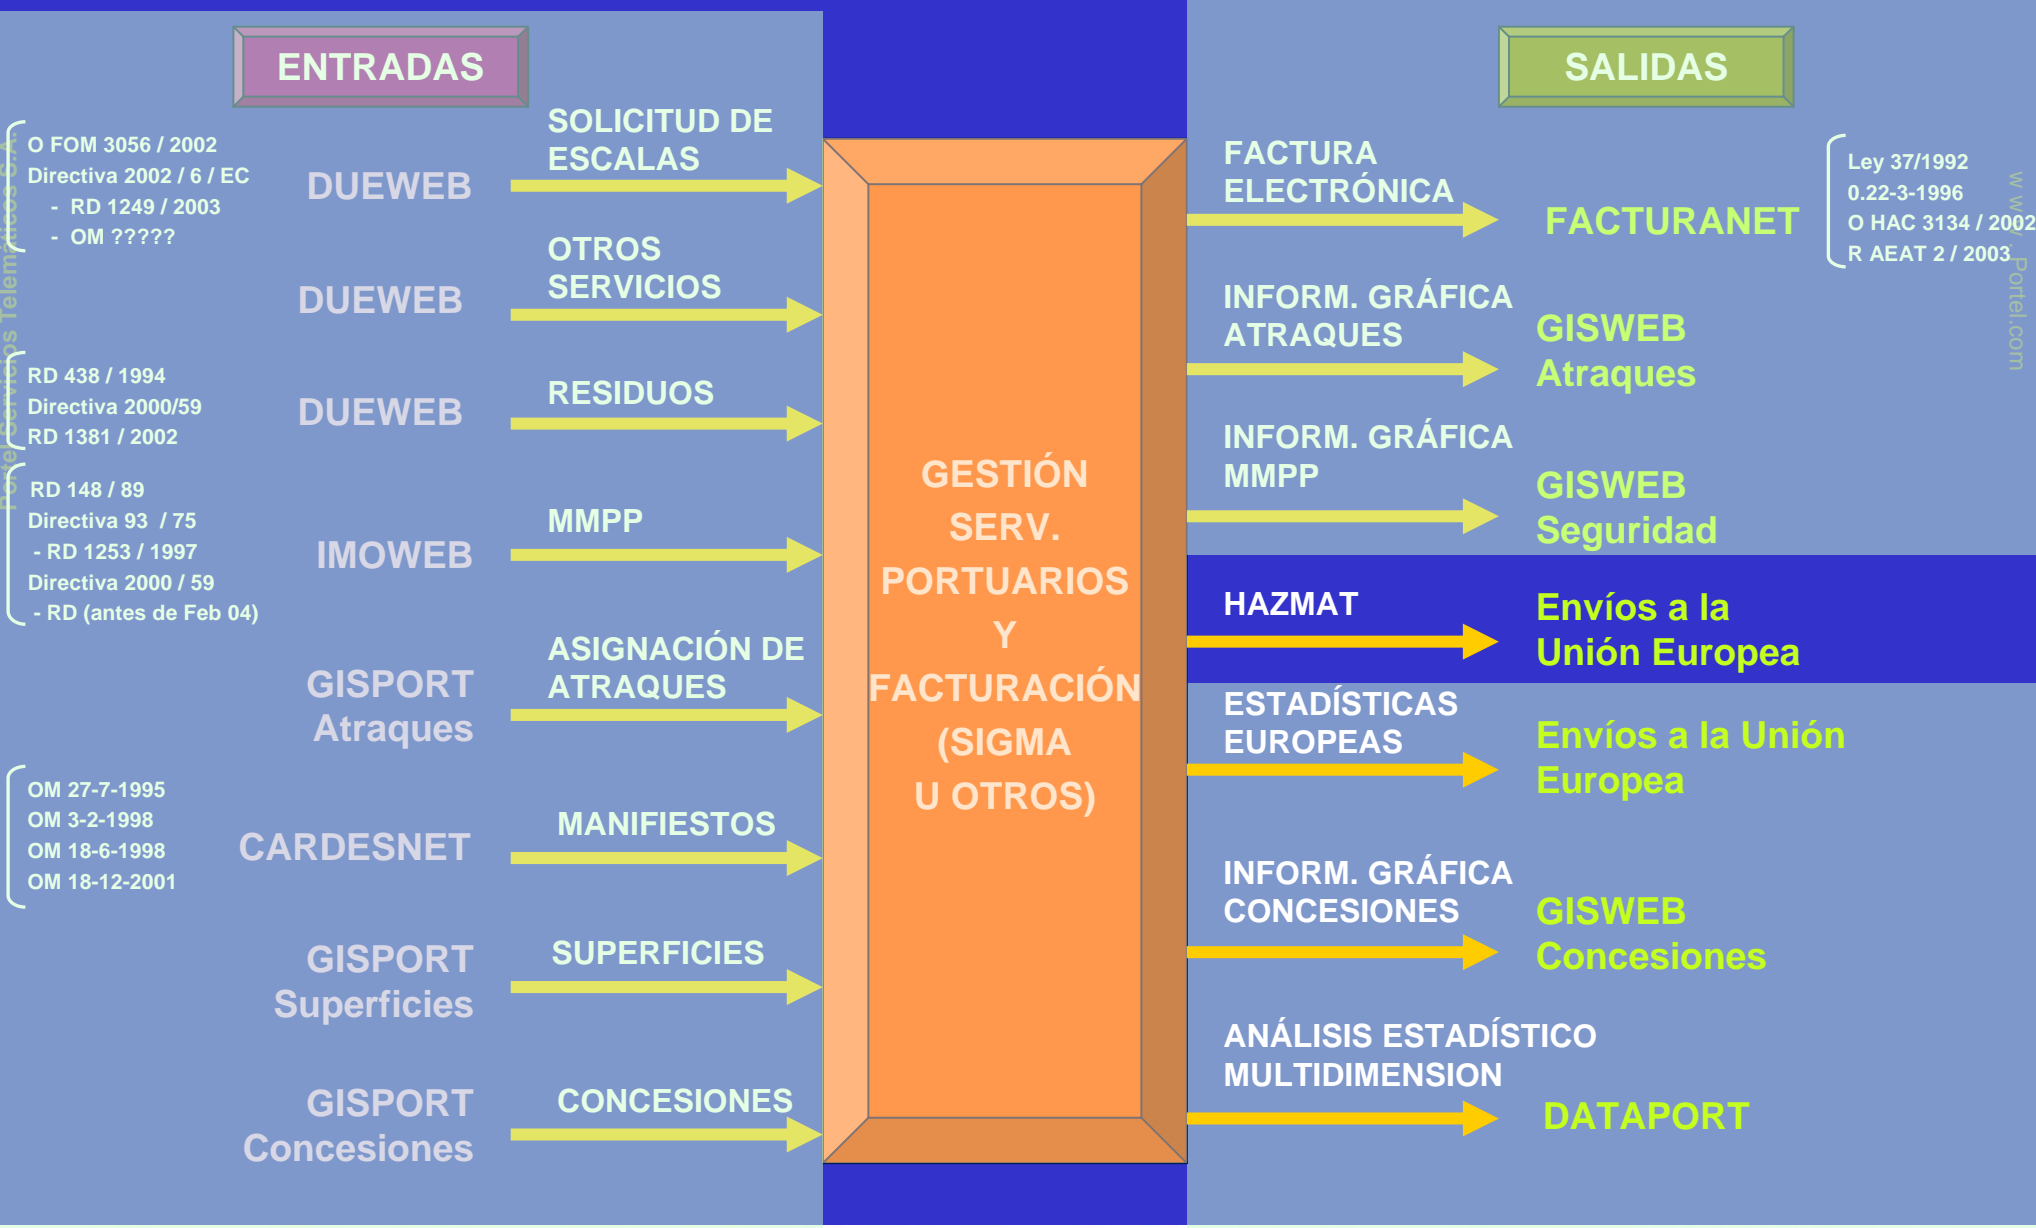 ENTRADAS
O FOM 3056 / 2002
Directiva 2002 / 6 / EC
- RD 1249 / 2003
- OM ?????
DUEWEB
SOLICITUD DE
ESCALAS
DUEWEB
OTROS
SERVICIOS
RD 438 / 1994
Directiva 2000/59
RD 1381 / 2002
DUEWEB
RESIDUOS
RD 148 / 89
Directiva 93 / 75
- RD 1253 / 1997
Directiva 2000 / 59
- RD (antes de Feb 04)
IMOWEB
MMPP
GISPORT
Atraques
ASIGNACIÓN DE
ATRAQUES
OM 27-7-1995
OM 3-2-1998
OM 18-6-1998
OM 18-12-2001
CARDESNET
MANIFIESTOS
GISPORT
Superficies
SUPERFICIES
GISPORT
Concesiones
CONCESIONES
Portel Servicios Telemáticos S.A.
GESTIÓN
SERV.
PORTUARIOS
Y
FACTURACIÓN
(SIGMA
U OTROS)
SALIDAS
FACTURA
ELECTRÓNICA
FACTURANET
Ley 37/1992
0.22-3-1996
O HAC 3134 / 2002
R AEAT 2 / 2003
INFORM. GRÁFICA
ATRAQUES
GISWEB
Atraques
INFORM. GRÁFICA
MMPP
GISWEB
Seguridad
HAZMAT
Envíos a la
Unión Europea
ESTADÍSTICAS
EUROPEAS
Envíos a la Unión
Europea
INFORM. GRÁFICA
CONCESIONES
GISWEB
Concesiones
ANÁLISIS ESTADÍSTICO
MULTIDIMENSION
DATAPORT
w w w . Portel.com